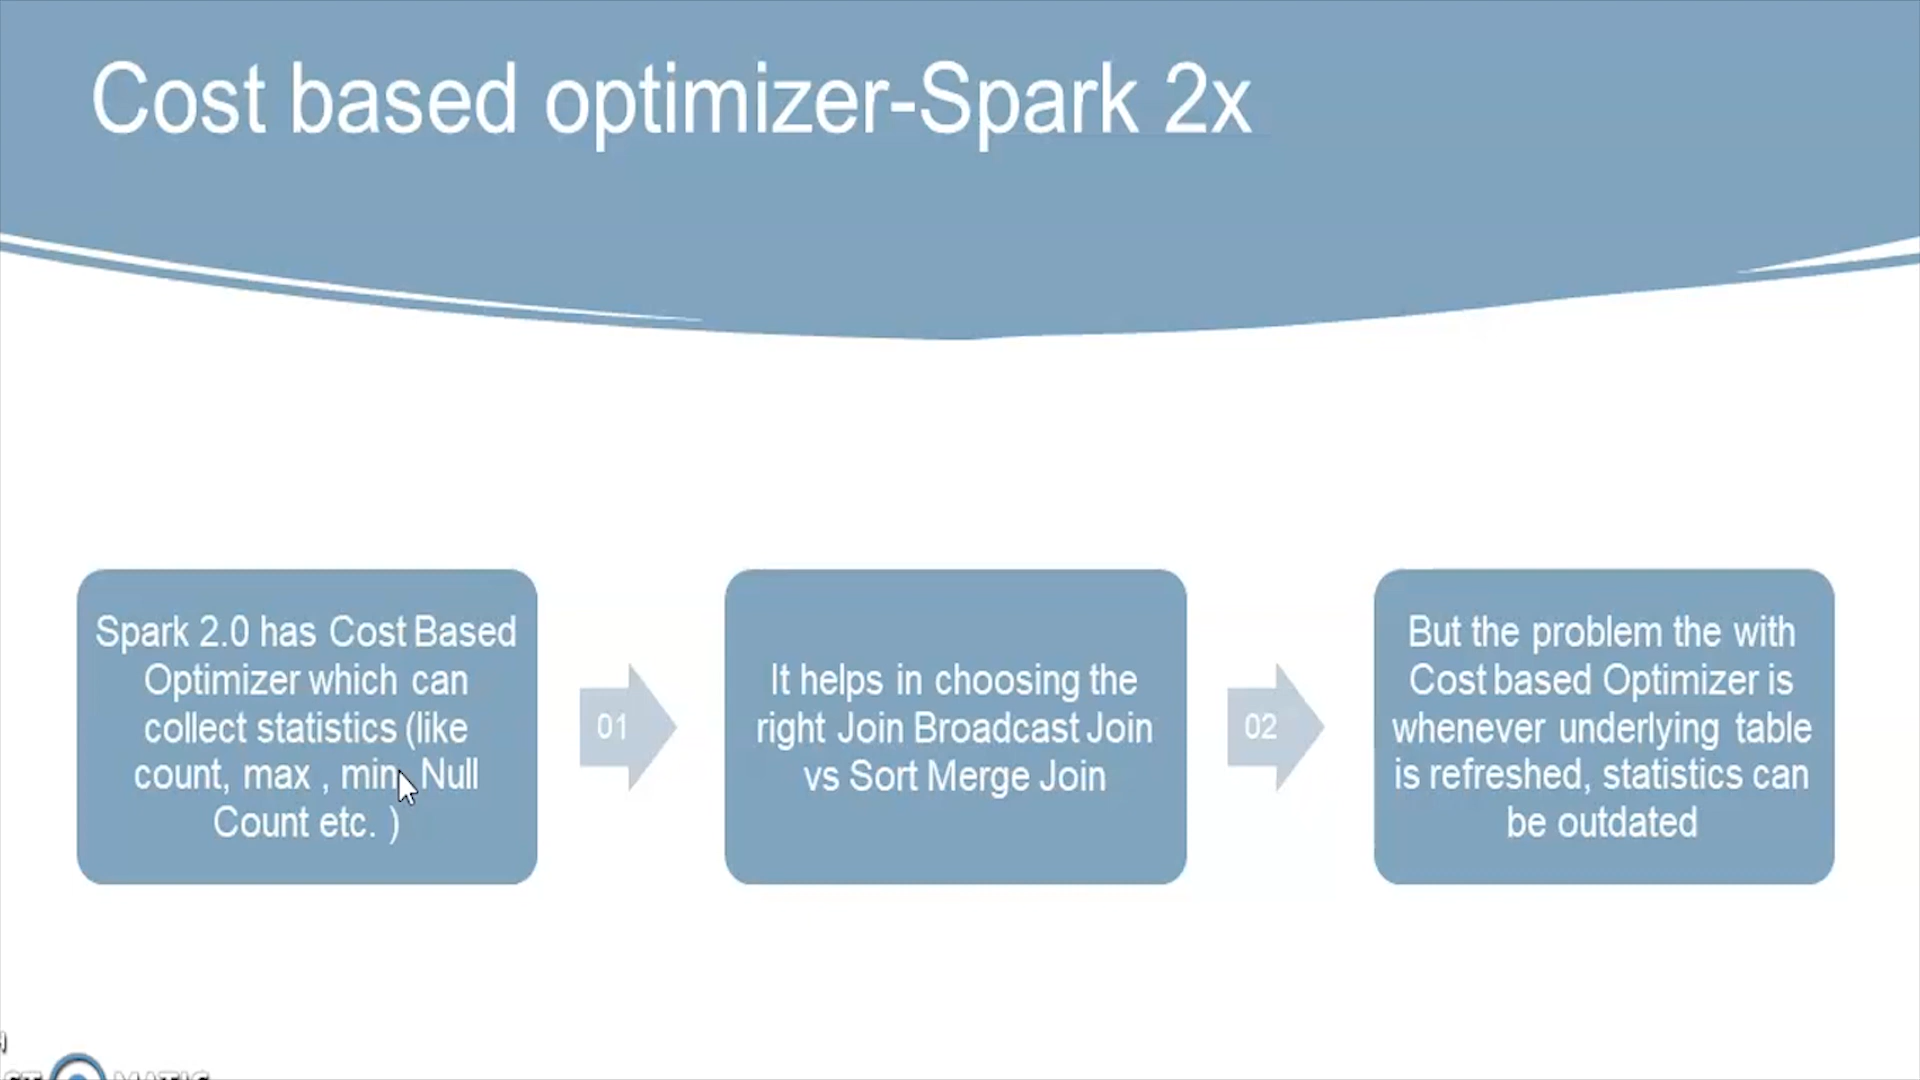 Cost based optimizer-Spark 2x
Spark 2.0 has Cost Based
Optimizer which can
collect statistics (like
count, max , min, Null
Count etc. )
01
It helps in choosing the
right Join Broadcast Join
vs Sort Merge Join
02
But the problem the with
Cost based Optimizer is
whenever underlying table
is refreshed, statistics can
be outdated